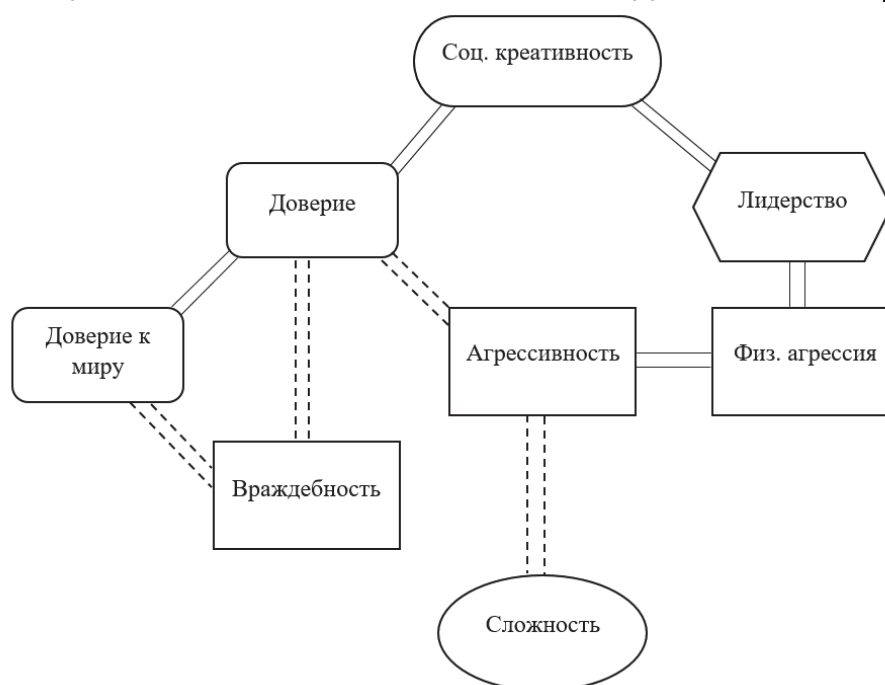 Соц. креативность
Доверие
Лидерство
Доверие к
миру
Агрессивность
Физ. агрессия
Враждебность
Сложность